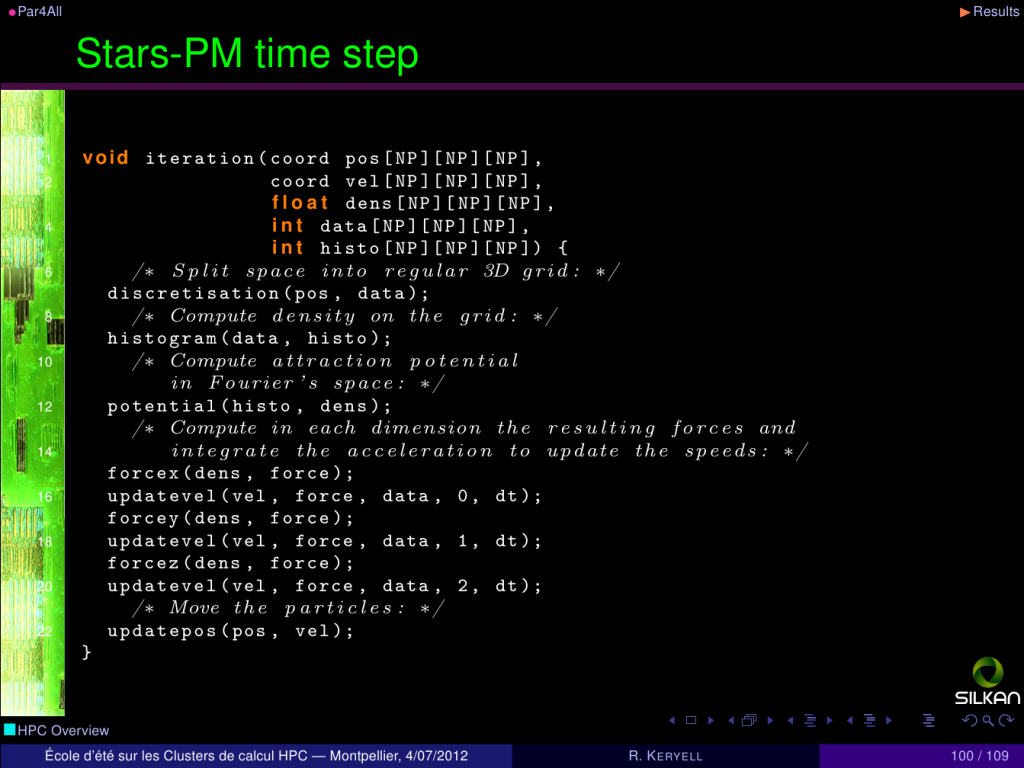 Par4All
Results
Stars-PM time step
1 void iteration(coord pos[NP][NP][NP],
2 coord vel[NP][NP][NP],
float dens[NP][NP][NP],
4 int data[NP][NP][NP],
int histo[NP][NP][NP]) {
6 /* Split space into regular 3D grid: */
discretisation(pos, data);
8 /* Compute density on the grid: */
histogram(data, histo);
10 /* Compute attraction potential
in Fourier's space: */
12 potential(histo, dens);
/* Compute in each dimension the resulting forces and
14 integrate the acceleration to update the speeds: */
forcex(dens, force);
16 updatevel(vel, force, data, 0, dt);
forcey(dens, force);
18 updatevel(vel, force, data, 1, dt);
forcez(dens, force);
20 updatevel(vel, force, data, 2, dt);
/* Move the particles: */
22 updatepos(pos, vel);
}
SILKAN
HPC Overview
École d'été sur les Clusters de calcul HPC — Montpellier, 4/07/2012
R. KERYELL
100 / 109